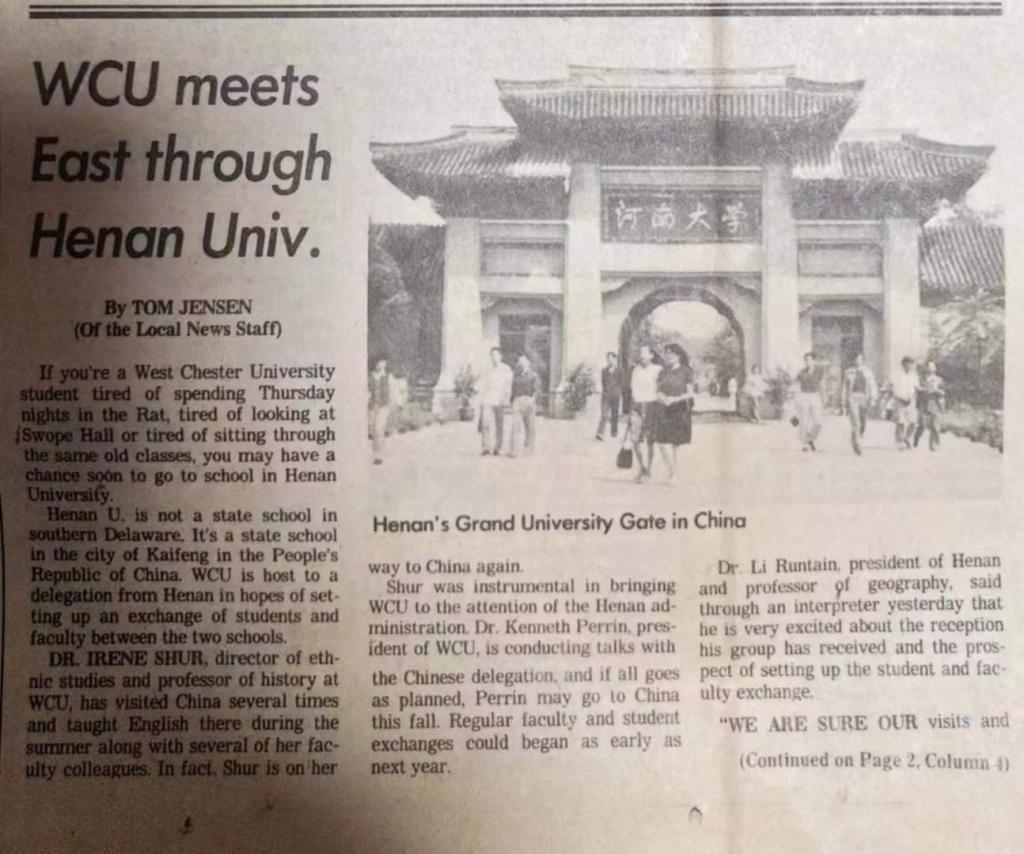 WCU meets
East through
Henan Univ.
By TOM JENSEN
(Of the Local News Staff)
If you're a West Chester University
student tired of spending Thursday
nights in the Rat, tired of looking at
Swope Hall or tired of sitting through
the same old classes, you may have a
chance soon to go to school in Henan
University.
Henan U. is not a state school in
southern Delaware. It's a state school
in the city of Kaifeng in the People's
Republic of China. WCU is host to a
delegation from Henan in hopes of set-
ting up an exchange of students and
faculty between the two schools.
DR. IRENE SHUR, director of eth-
nic studies and professor of history at
WCU, has visited China several times
and taught English there during the
summer along with several of her fac-
ulty colleagues. In fact, Shur is on her
河南大学
Henan's Grand University Gate in China
way to China again.
Shur was instrumental in bringing
WCU to the attention of the Henan ad-
ministration. Dr. Kenneth Perrin, pres-
ident of WCU, is conducting talks with
the Chinese delegation, and if all goes
as planned, Perrin may go to China
this fall. Regular faculty and student
exchanges could began as early as
next year.
Dr. Li Runtain, president of Henan
and professor of geography, said
through an interpreter yesterday that
he is very excited about the reception
his group has received and the pros-
pect of setting up the student and fac-
ulty exchange.
"WE ARE SURE OUR visits and
(Continued on Page 2, Column 4)